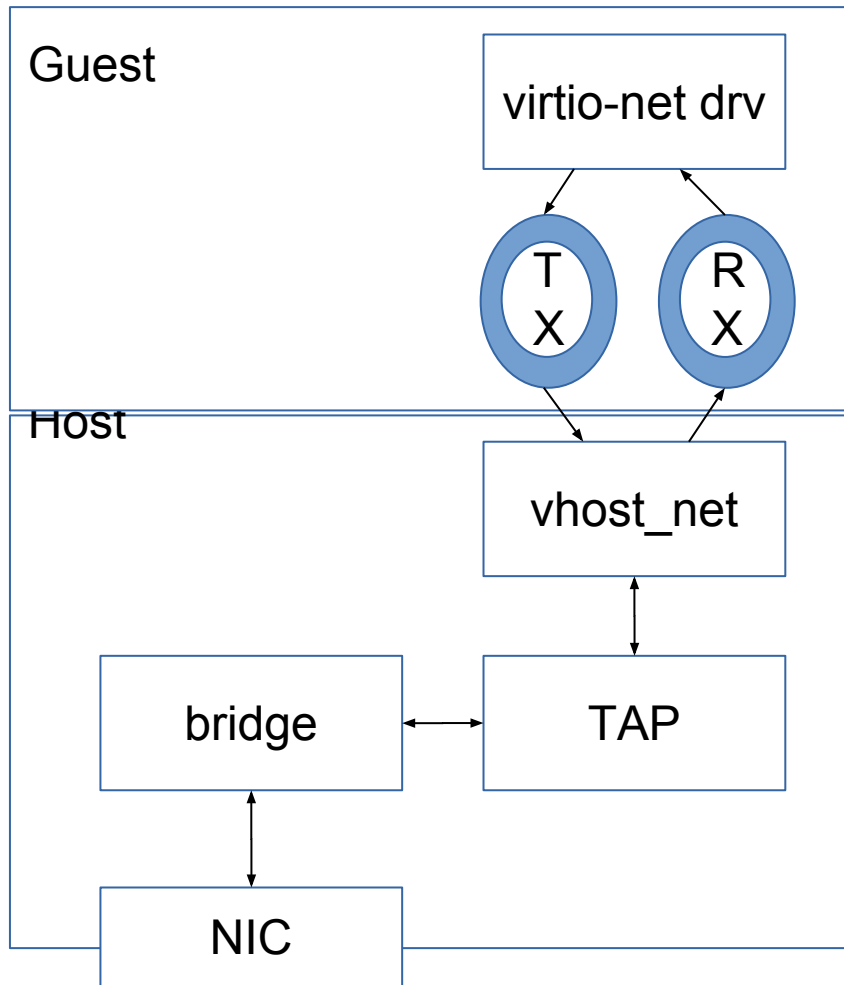 Guest
virtio-net drv
T
X
R
X
Host
vhost_net
bridge
TAP
NIC